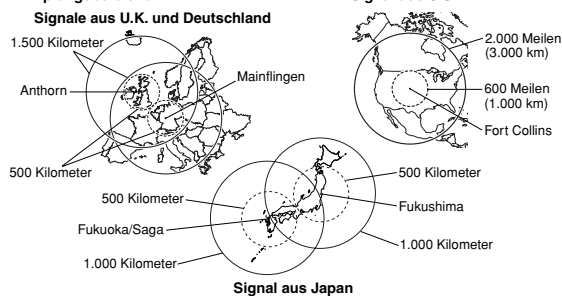 Signale aus U.K. und Deutschland
1.500 Kilometer
Anthorn
Mainflingen
500 Kilometer
2.000 Meilen
(3.000 km)
600 Meilen
(1.000 km)
Fort Collins
500 Kilometer
Fukuoka/Saga
1.000 Kilometer
500 Kilometer
Fukushima
1.000 Kilometer
Signal aus Japan